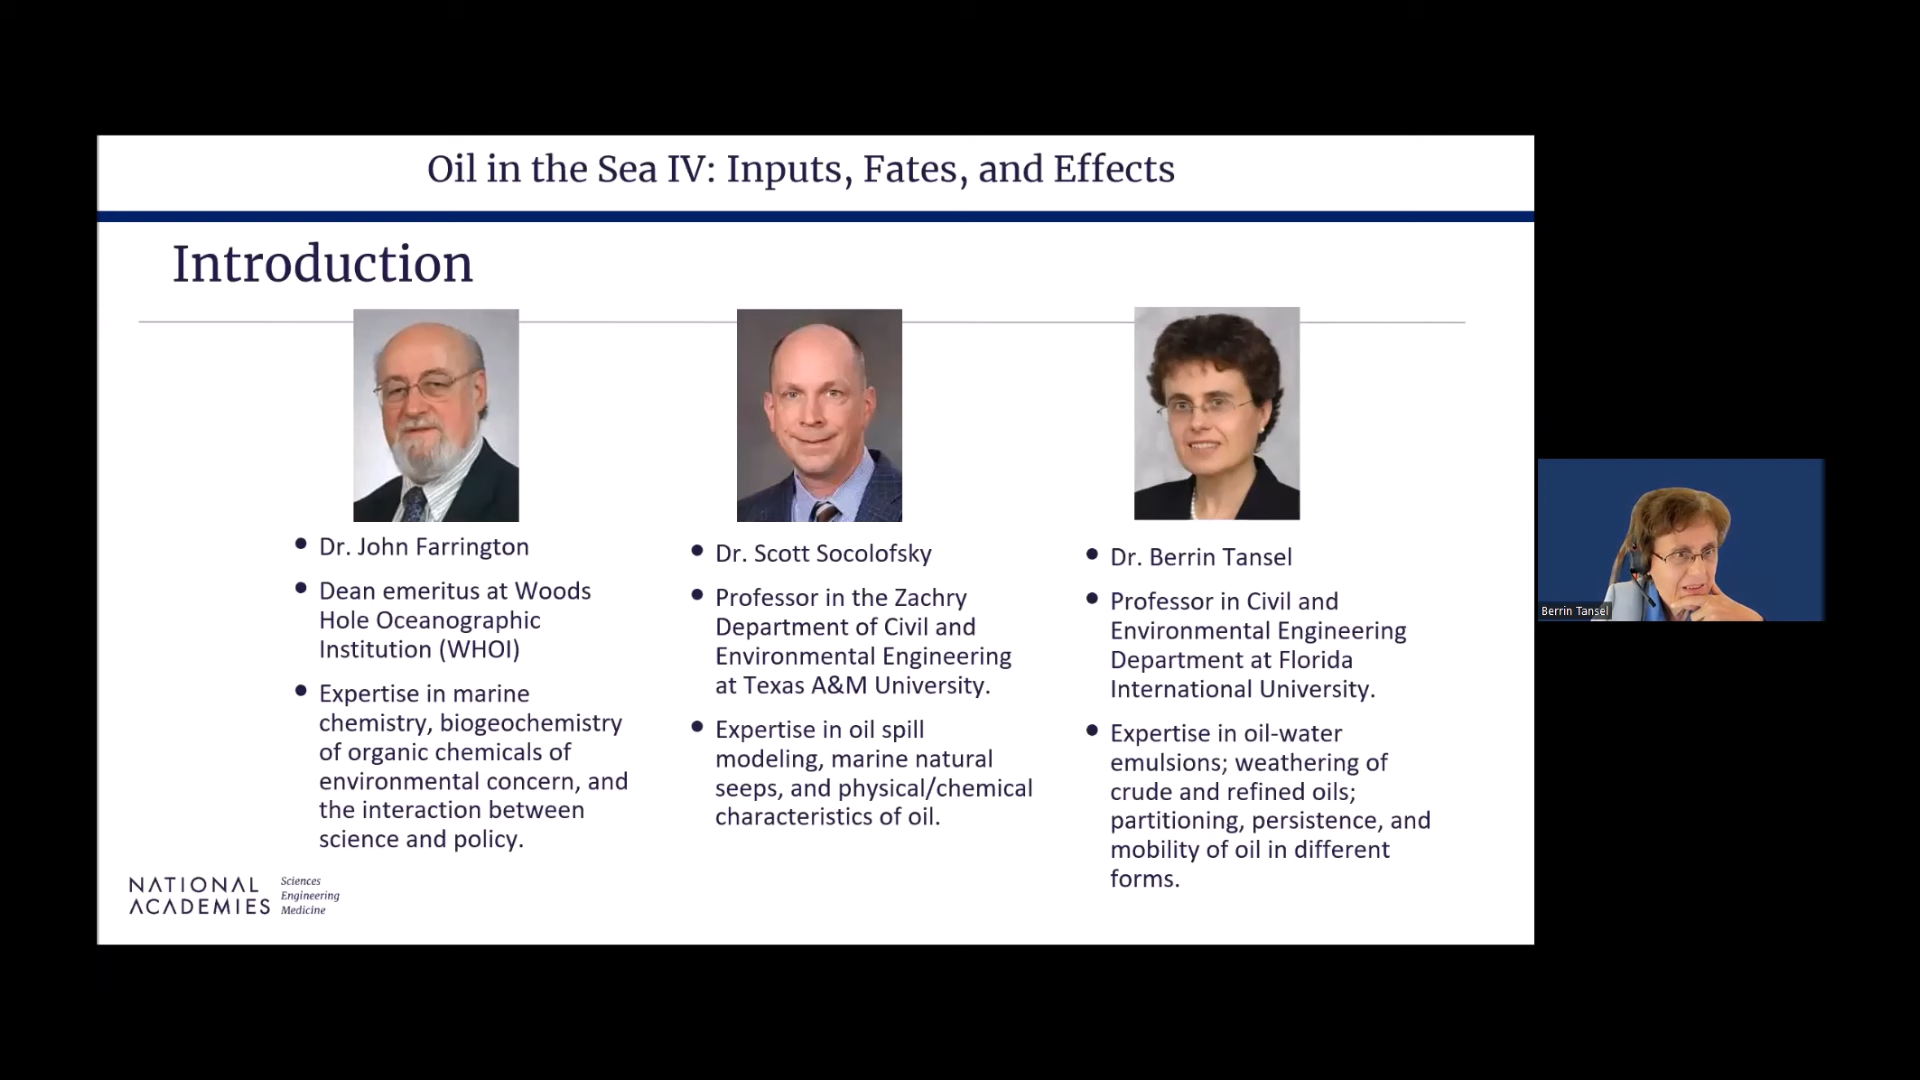 Oil in the Sea IV: Inputs, Fates, and Effects
Introduction
• Dr. John Farrington
• Dean emeritus at Woods
Hole Oceanographic
Institution (WHOI)
• Expertise in marine
chemistry, biogeochemistry
of organic chemicals of
environmental concern, and
the interaction between
science and policy.
• Dr. Scott Socolofsky
• Professor in the Zachry
Department of Civil and
Environmental Engineering
at Texas A&M University.
• Expertise in oil spill
modeling, marine natural
seeps, and physical/chemical
characteristics of oil.
• Dr. Berrin Tansel
• Professor in Civil and
Environmental Engineering
Department at Florida
International University.
• Expertise in oil-water
emulsions; weathering of
crude and refined oils;
partitioning, persistence, and
mobility of oil in different
forms.
NATIONAL
ACADEMIES
Sciences
Engineering
Medicine
Berrin Tansel